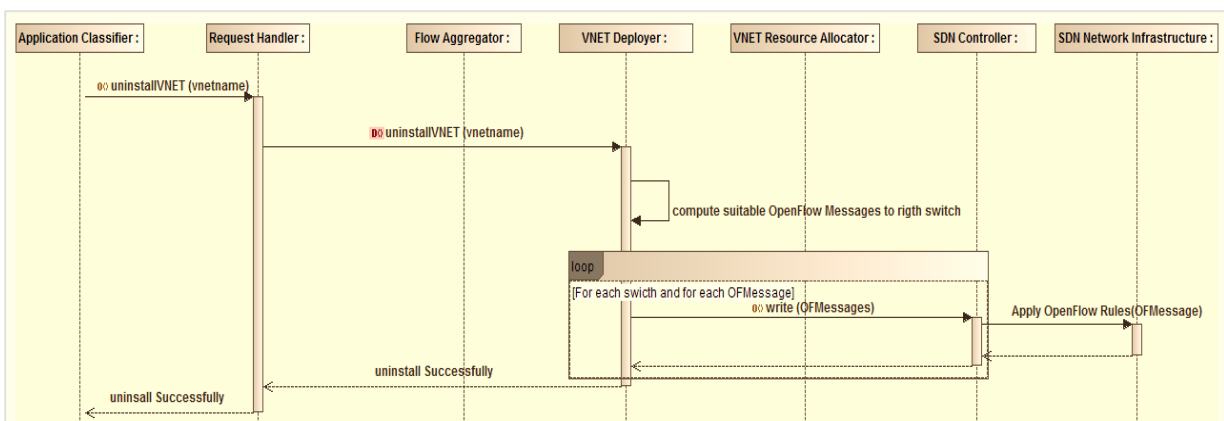 Application Classifier :
Request Handler :
Flow Aggregator :
VNET Deployer :
VNET Resource Allocator :
SDN Controller :
SDN Network Infrastructure :
uninstallVNET (vnetname)
uninstallVNET (vnetname)
compute suitable OpenFlow Messages to rigth switch
loop
[For each swicth and for each OFMessage]
write (OFMessages)
Apply OpenFlow Rules(OFMessage)
uninstall Successfully
uninsall Successfully